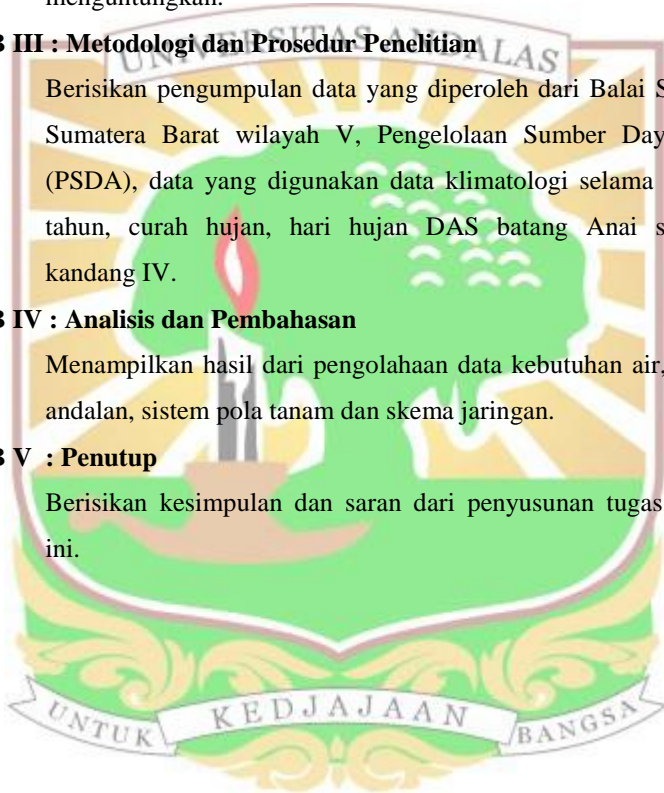 menguntungkan.
III : Metodologi dan Prosedur Penelitian
UNIVERSITAS ANDALAS
Berisikan pengumpulan data yang diperoleh dari Balai
Sumatera Barat wilayah V, Pengelolaan Sumber
(PSDA), data yang digunakan data klimatologi selama
tahun, curah hujan, hari hujan DAS batang Anai
kandang IV.
IV : Analisis dan Pembahasan
Menampilkan hasil dari pengolahaan data kebutuhan air,
andalan, sistem pola tanam dan skema jaringan.
V : Penutup
Berisikan kesimpulan dan saran dari penyusunan tugas
ini.
UNTUK KEDJAJAAN BANGSA